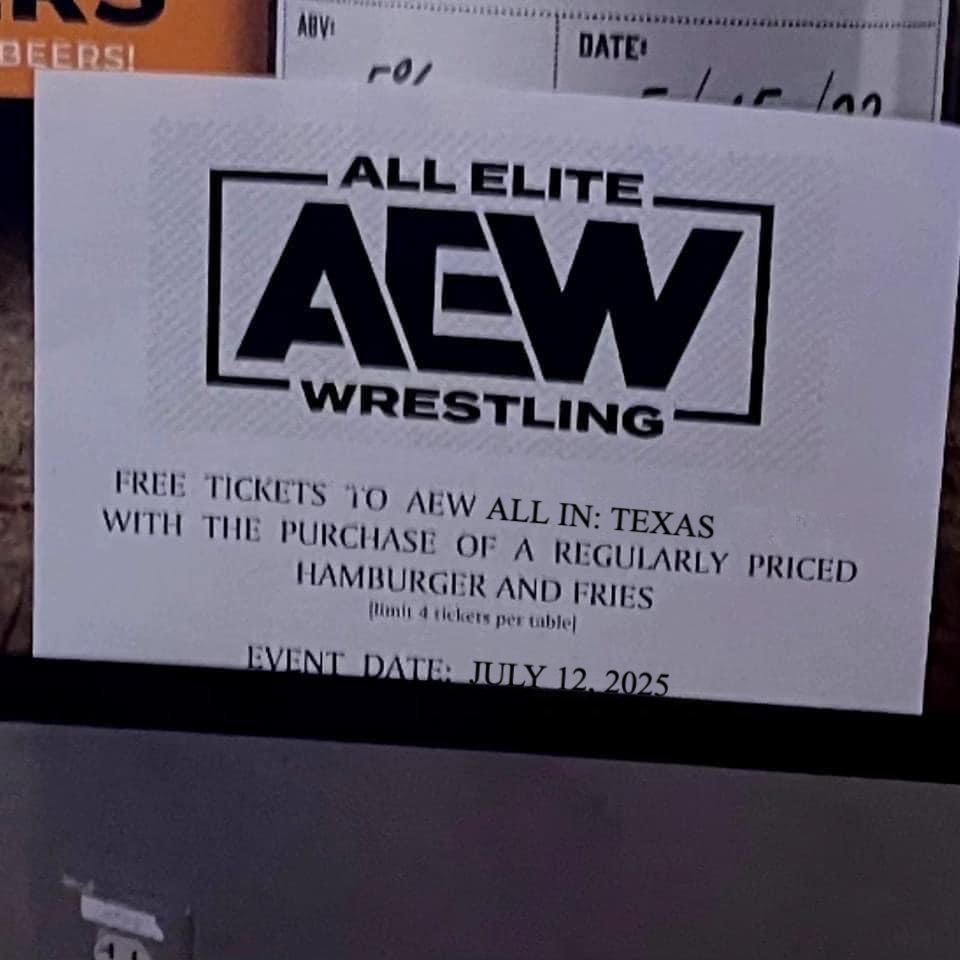 BEERS!
ABV:
DATE:
ALL ELITE
AEW
WRESTLING
FREE TICKETS TO AEW ALL IN: TEXAS
WITH THE PURCHASE OF A REGULARLY PRICED
HAMBURGER AND FRIES
[limit 4 tickets per table]
EVENT DATE: JULY 12, 2025